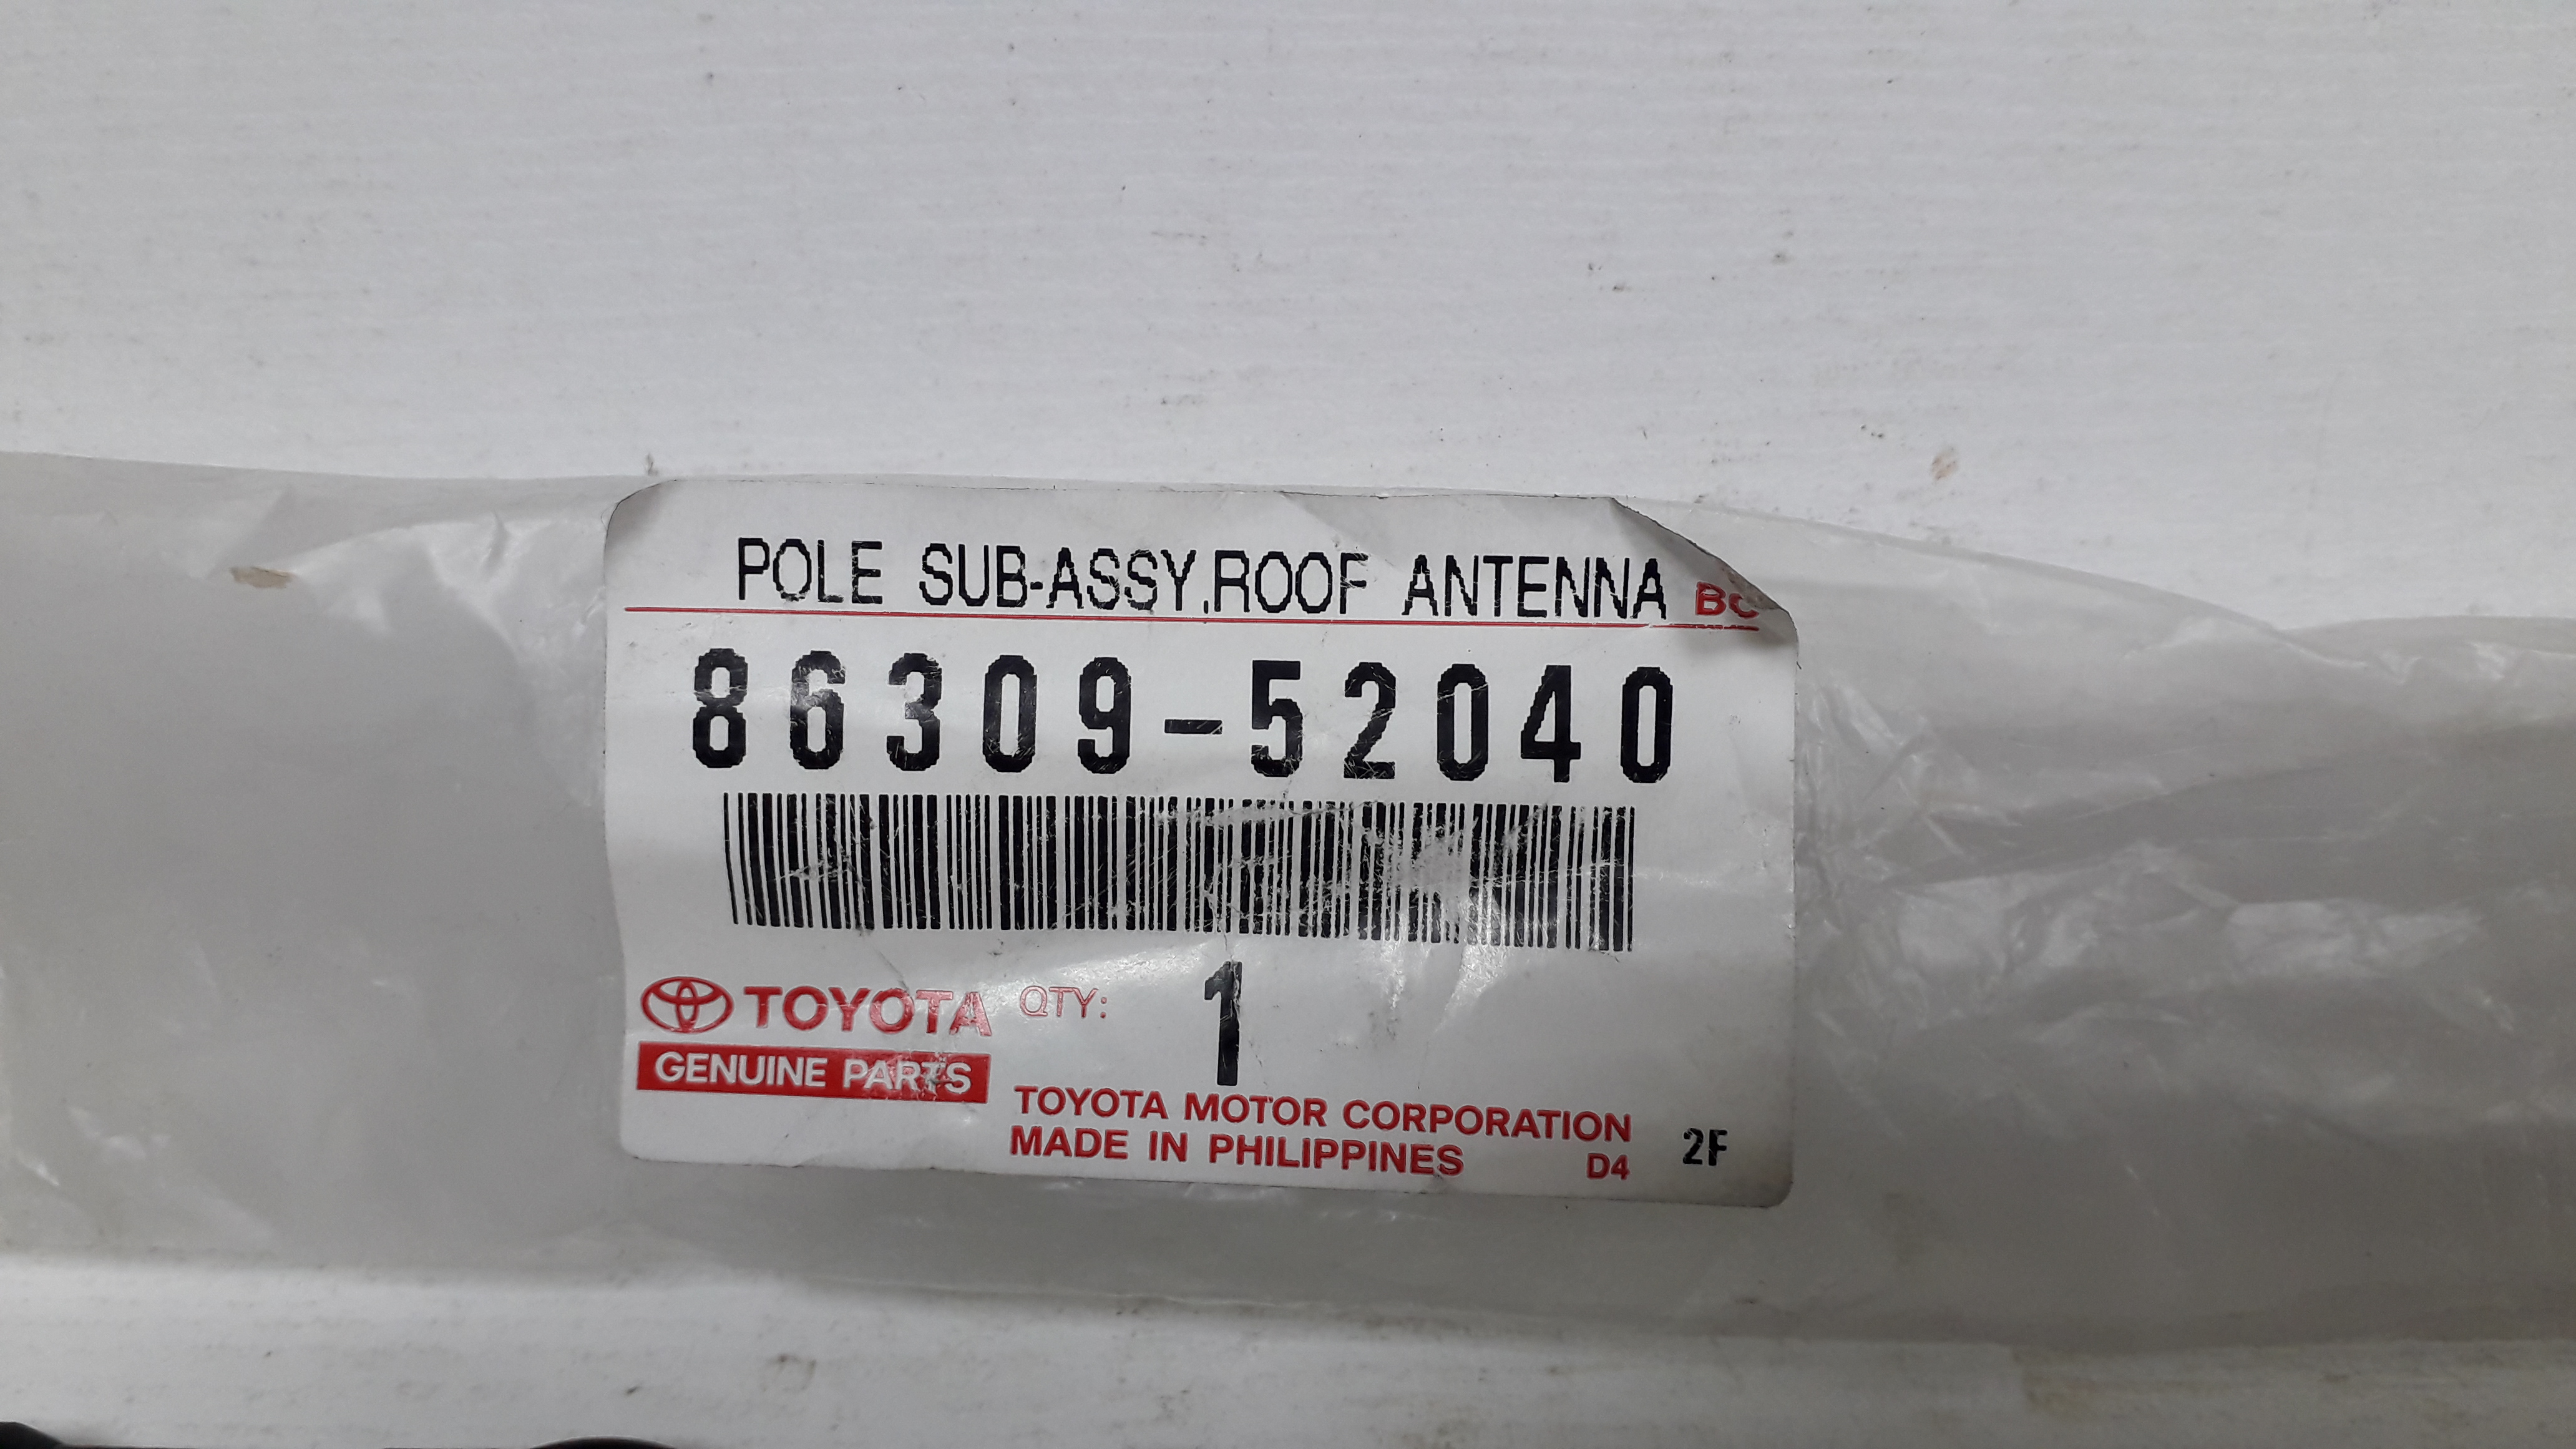 POLE SUB-ASSY,ROOF ANTENNA BC
86309-52040
TOYOTA QTY: 1
GENUINE PARTS
TOYOTA MOTOR CORPORATION
MADE IN PHILIPPINES D4 2F